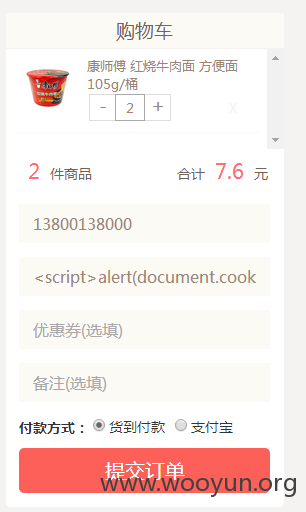 购物车
康师傅 红烧牛肉面 方便面
105g/桶
- 2 +
x
2 件商品 合计 7.6 元
13800138000
<script>alert(document.cook
优惠券(选填)
备注(选填)
付款方式： 货到付款 支付宝
提交订单
www.wooyun.org